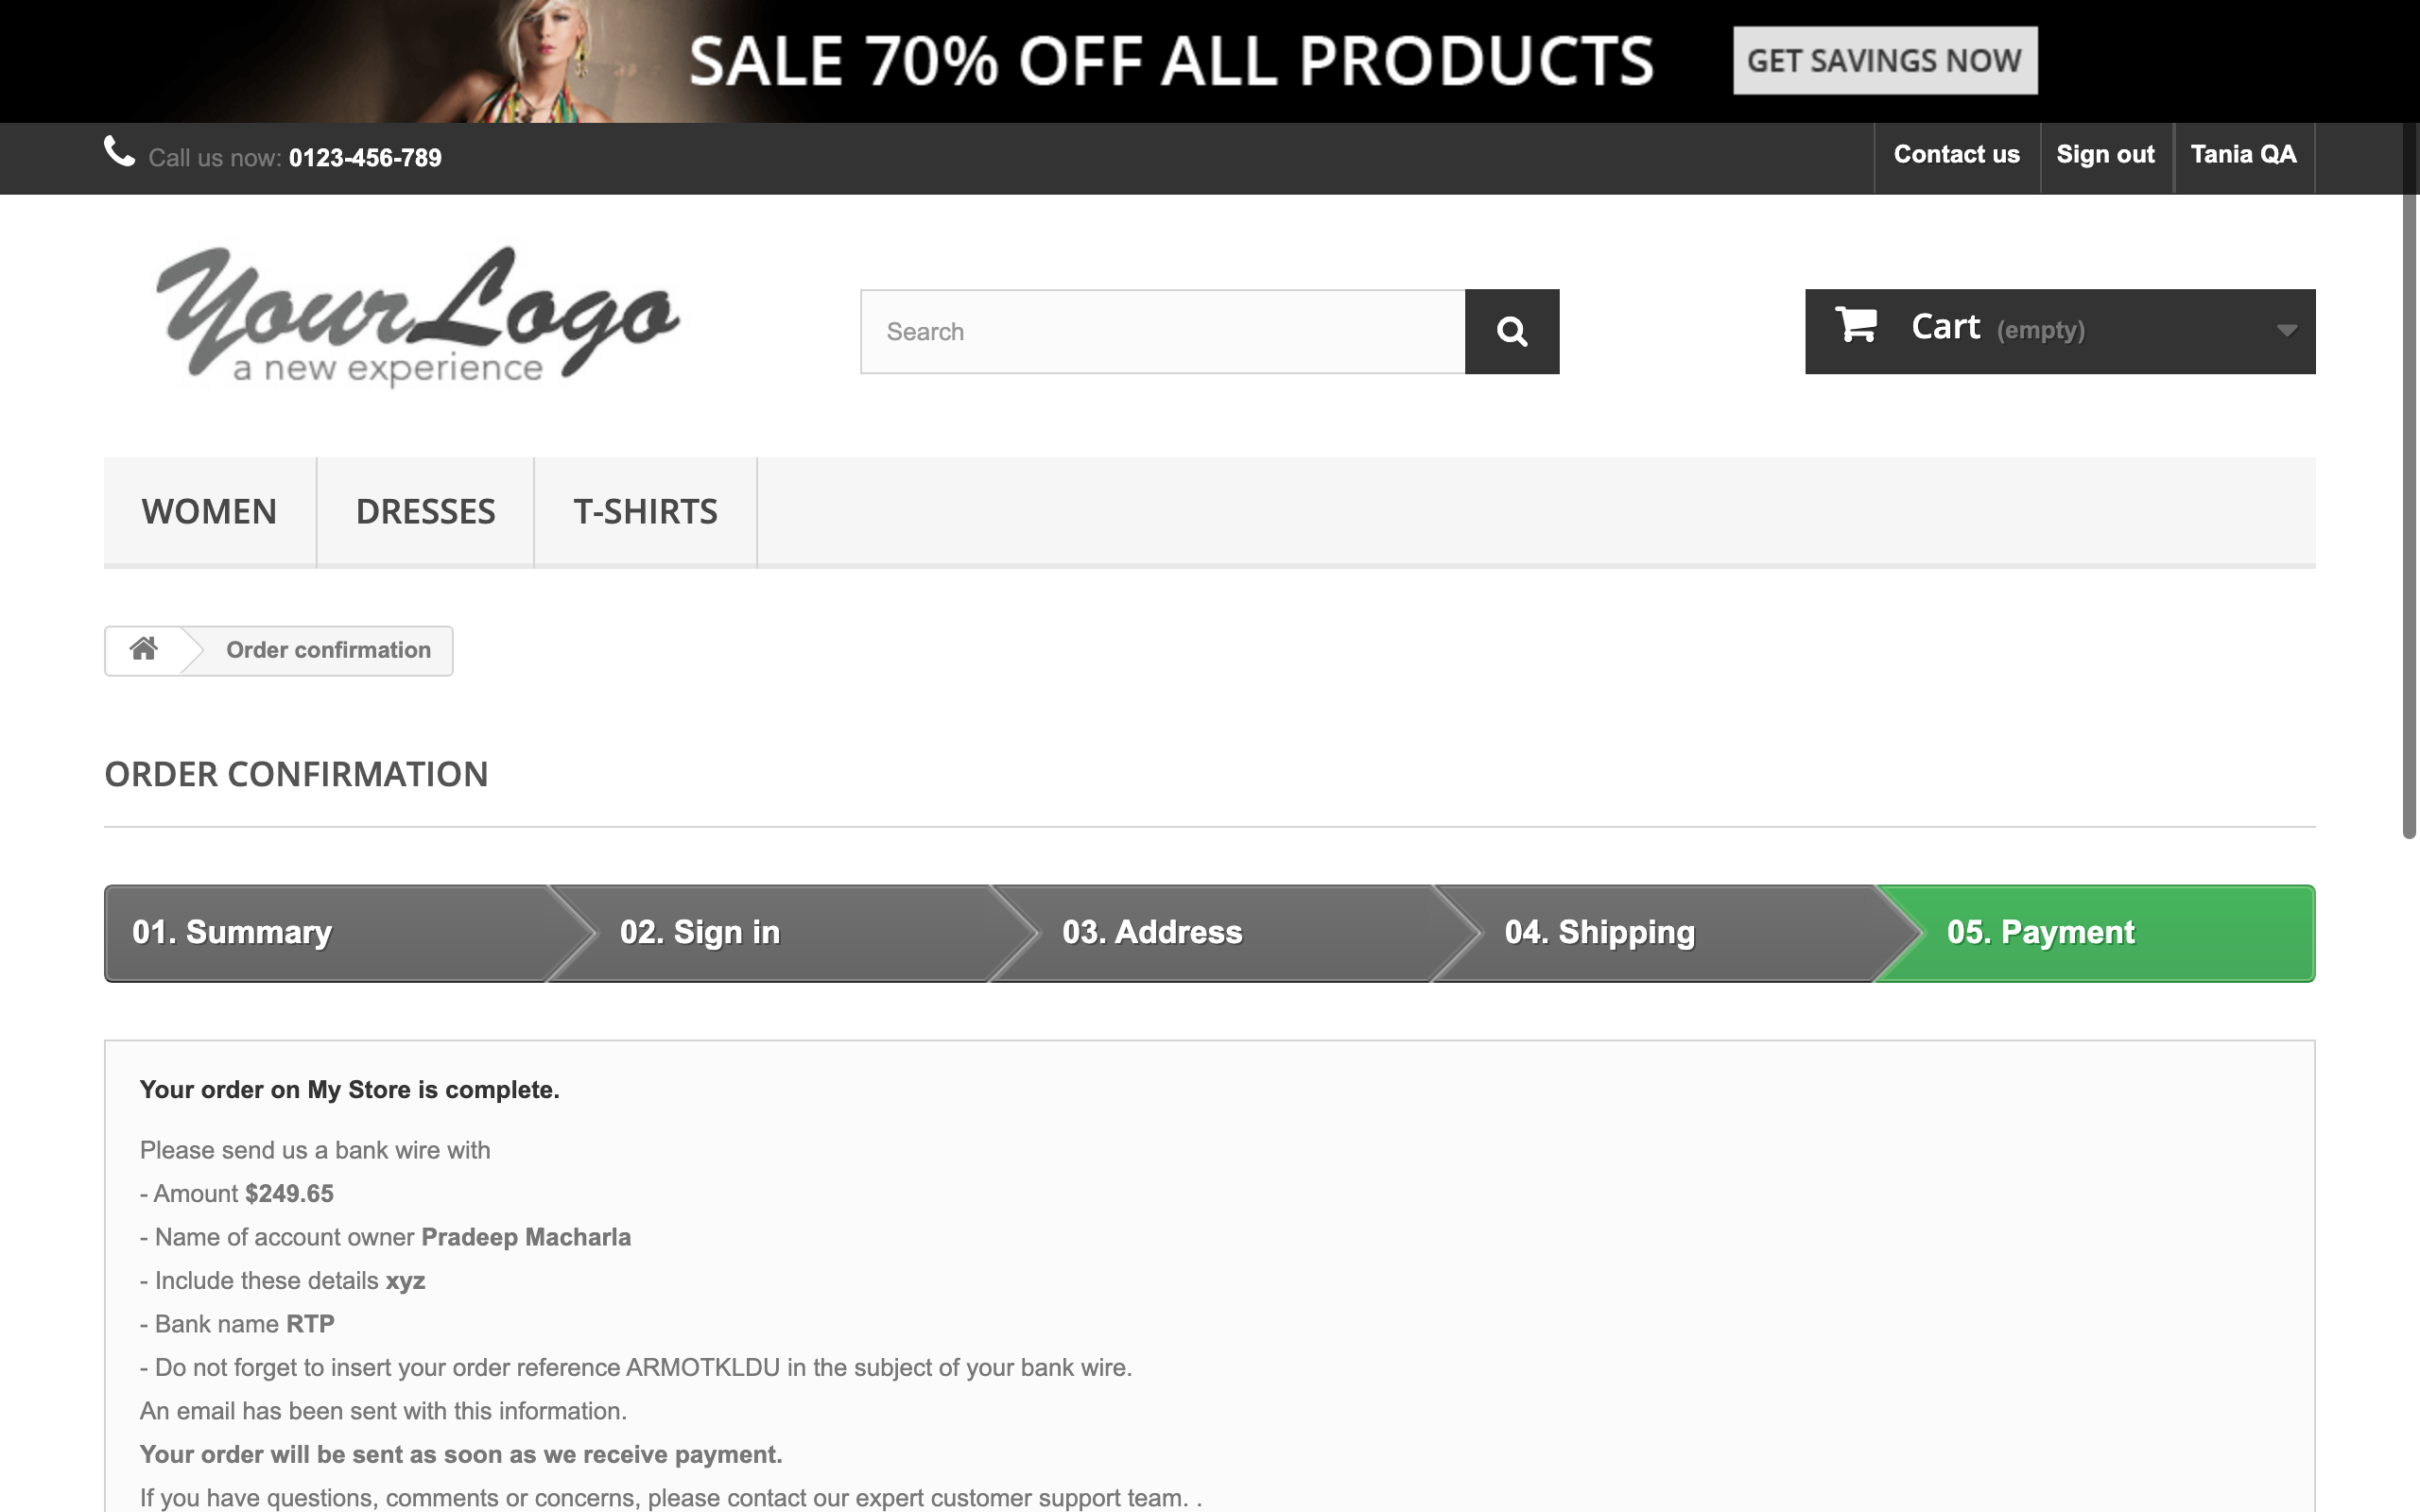 SALE 70% OFF ALL PRODUCTS GET SAVINGS NOW
Call us now: 0123-456-789 Contact us Sign out Tania QA
YourLogo
a new experience
Search
Cart (empty)
WOMEN DRESSES T-SHIRTS
Order confirmation
ORDER CONFIRMATION
01. Summary 02. Sign in 03. Address 04. Shipping 05. Payment
Your order on My Store is complete.
Please send us a bank wire with
- Amount $249.65
- Name of account owner Pradeep Macharla
- Include these details xyz
- Bank name RTP
- Do not forget to insert your order reference ARMOTKLDU in the subject of your bank wire.
An email has been sent with this information.
Your order will be sent as soon as we receive payment.
If you have questions, comments or concerns, please contact our expert customer support team. .